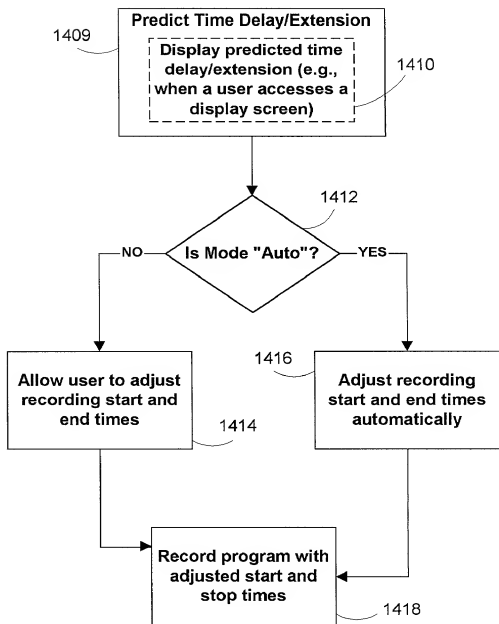 1409
Predict Time Delay/Extension
Display predicted time
delay/extension (e.g.,
when a user accesses a
display screen)
1410
1412
Is Mode "Auto"?
NO
YES
Allow user to adjust
recording start and
end times
1414
1416
Adjust recording
start and end times
automatically
Record program with
adjusted start and
stop times
1418